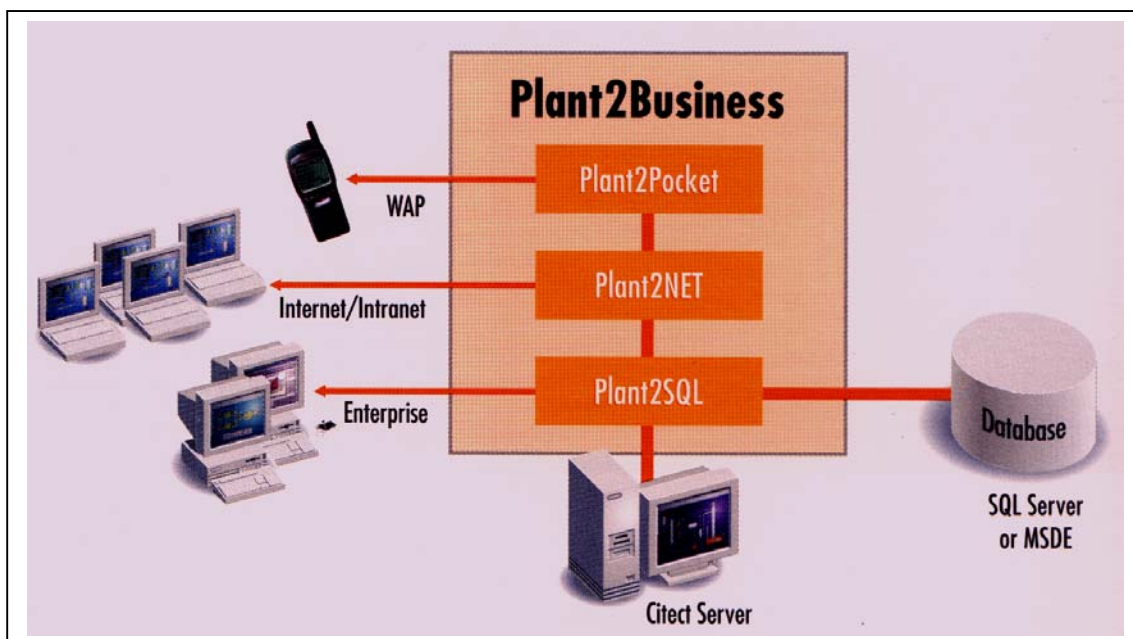 Plant2Business
Plant2Pocket
WAP
Plant2NET
Internet/Intranet
Plant2SQL
Enterprise
Database
SQL Server
or MSDE
Citect Server